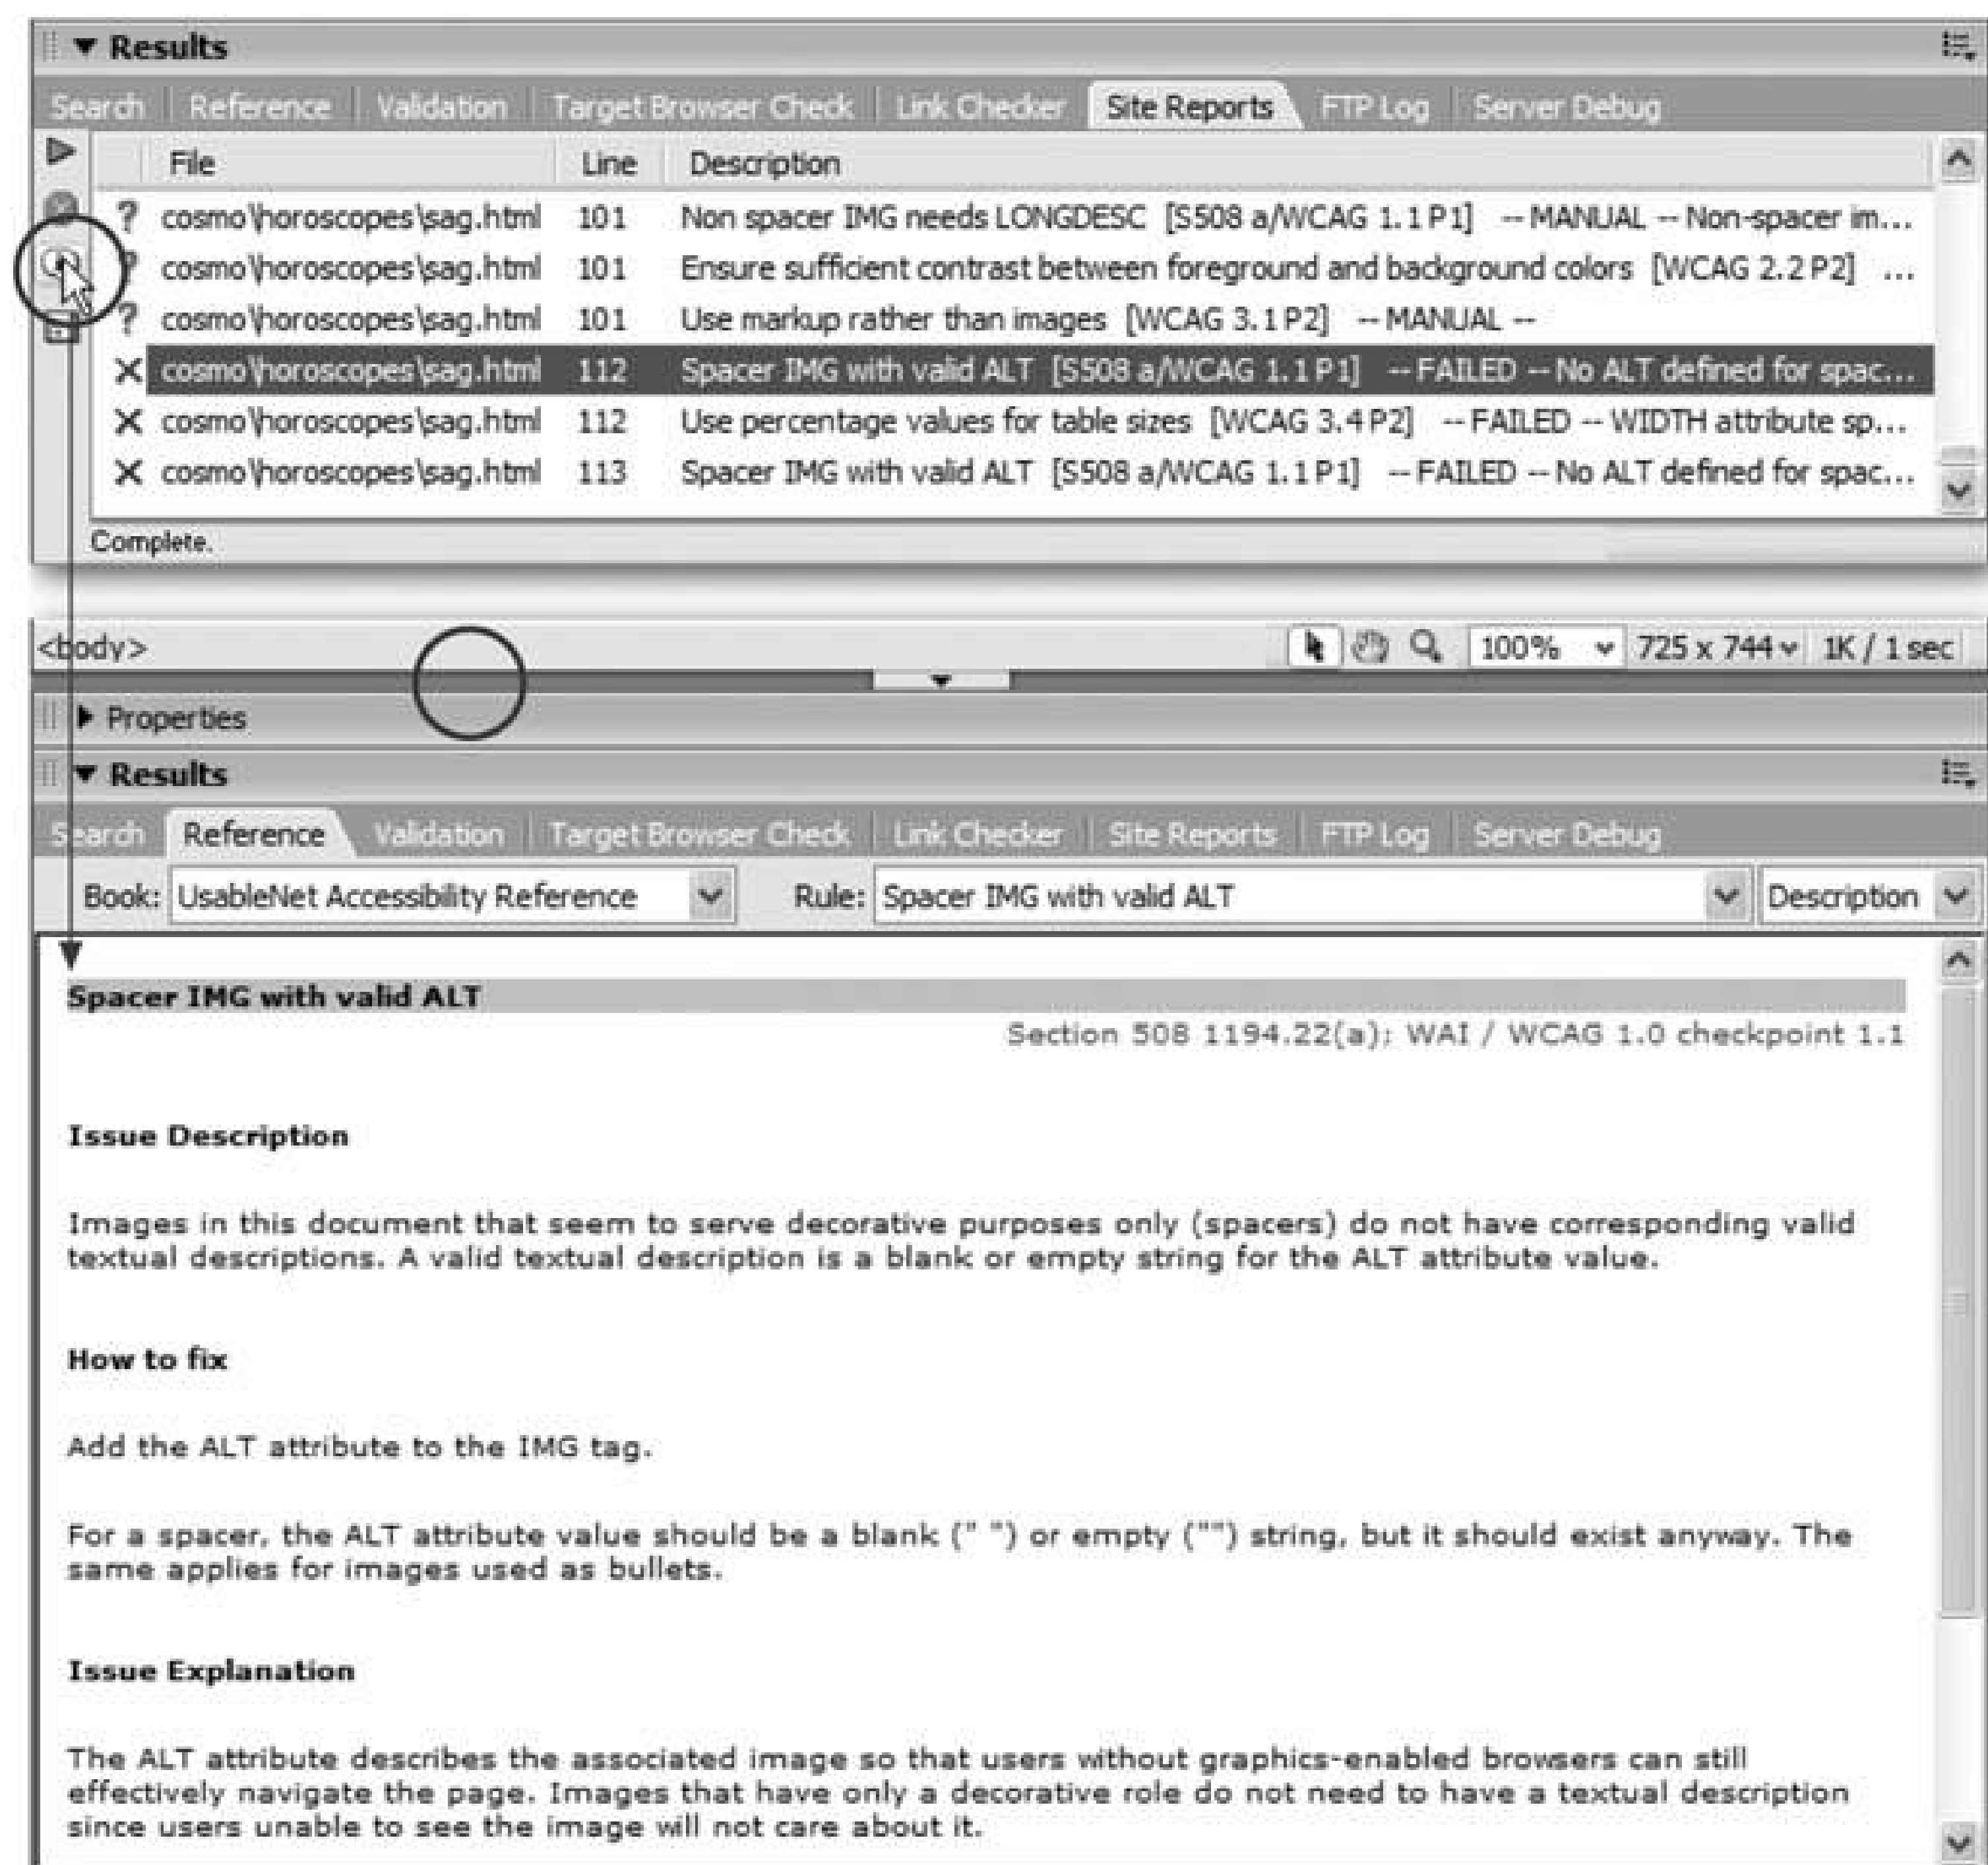 Results
Search Reference Validation Target Browser Check Link Checker Site Reports FTP Log Server Debug
File Line Description
? cosmo\horoscopes\sag.html 101 Non spacer IMG needs LONGDESC [S508 a/WCAG 1.1 P1] -- MANUAL -- Non-spacer im...
? cosmo\horoscopes\sag.html 101 Ensure sufficient contrast between foreground and background colors [WCAG 2.2 P2] ...
? cosmo\horoscopes\sag.html 101 Use markup rather than images [WCAG 3.1 P2] -- MANUAL --
cosmo\horoscopes\sag.html 112 Spacer IMG with valid ALT [S508 a/WCAG 1.1 P1] -- FAILED -- No ALT defined for spac...
cosmo\horoscopes\sag.html 112 Use percentage values for table sizes [WCAG 3.4 P2] -- FAILED -- WIDTH attribute sp...
cosmo\horoscopes\sag.html 113 Spacer IMG with valid ALT [S508 a/WCAG 1.1 P1] -- FAILED -- No ALT defined for spac...
Complete.
<body> 100% 725 x 744 1K / 1 sec
Properties
Results
Search Reference Validation Target Browser Check Link Checker Site Reports FTP Log Server Debug
Book: UsableNet Accessibility Reference Rule: Spacer IMG with valid ALT Description
Spacer IMG with valid ALT
Section 508 1194.22(a); WAI / WCAG 1.0 checkpoint 1.1
Issue Description
Images in this document that seem to serve decorative purposes only (spacers) do not have corresponding valid
textual descriptions. A valid textual description is a blank or empty string for the ALT attribute value.
How to fix
Add the ALT attribute to the IMG tag.
For a spacer, the ALT attribute value should be a blank (" ") or empty ("") string, but it should exist anyway. The
same applies for images used as bullets.
Issue Explanation
The ALT attribute describes the associated image so that users without graphics-enabled browsers can still
effectively navigate the page. Images that have only a decorative role do not need to have a textual description
since users unable to see the image will not care about it.